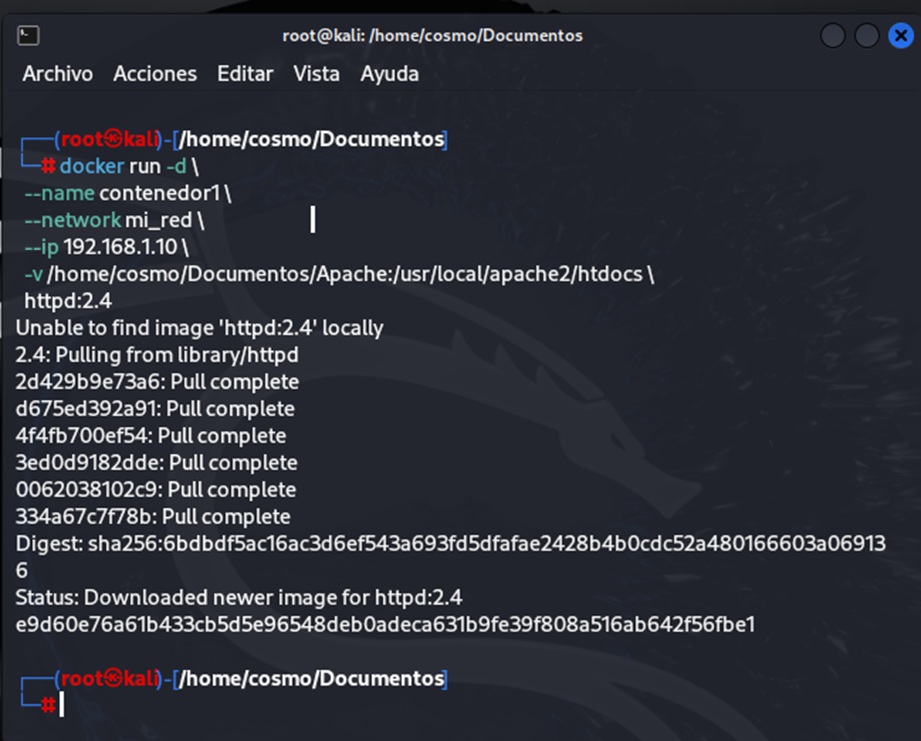 root@kali: /home/cosmo/Documentos
Archivo Acciones Editar Vista Ayuda
┌──(root㉿kali)-[/home/cosmo/Documentos]
└─# docker run -d \
--name contenedor1 \
--network mi_red \
--ip 192.168.1.10 \
-v /home/cosmo/Documentos/Apache:/usr/local/apache2/htdocs \
httpd:2.4
Unable to find image 'httpd:2.4' locally
2.4: Pulling from library/httpd
2d429b9e73a6: Pull complete
d675ed392a91: Pull complete
4f4fb700ef54: Pull complete
3ed0d9182dde: Pull complete
0062038102c9: Pull complete
334a67c7f78b: Pull complete
Digest: sha256:6bdbdf5ac16ac3d6ef543a693fd5dfafae2428b4b0cdc52a480166603a06913
6
Status: Downloaded newer image for httpd:2.4
e9d60e76a61b433cb5d5e96548deb0adeca631b9fe39f808a516ab642f56fbe1
┌──(root㉿kali)-[/home/cosmo/Documentos]
└─#